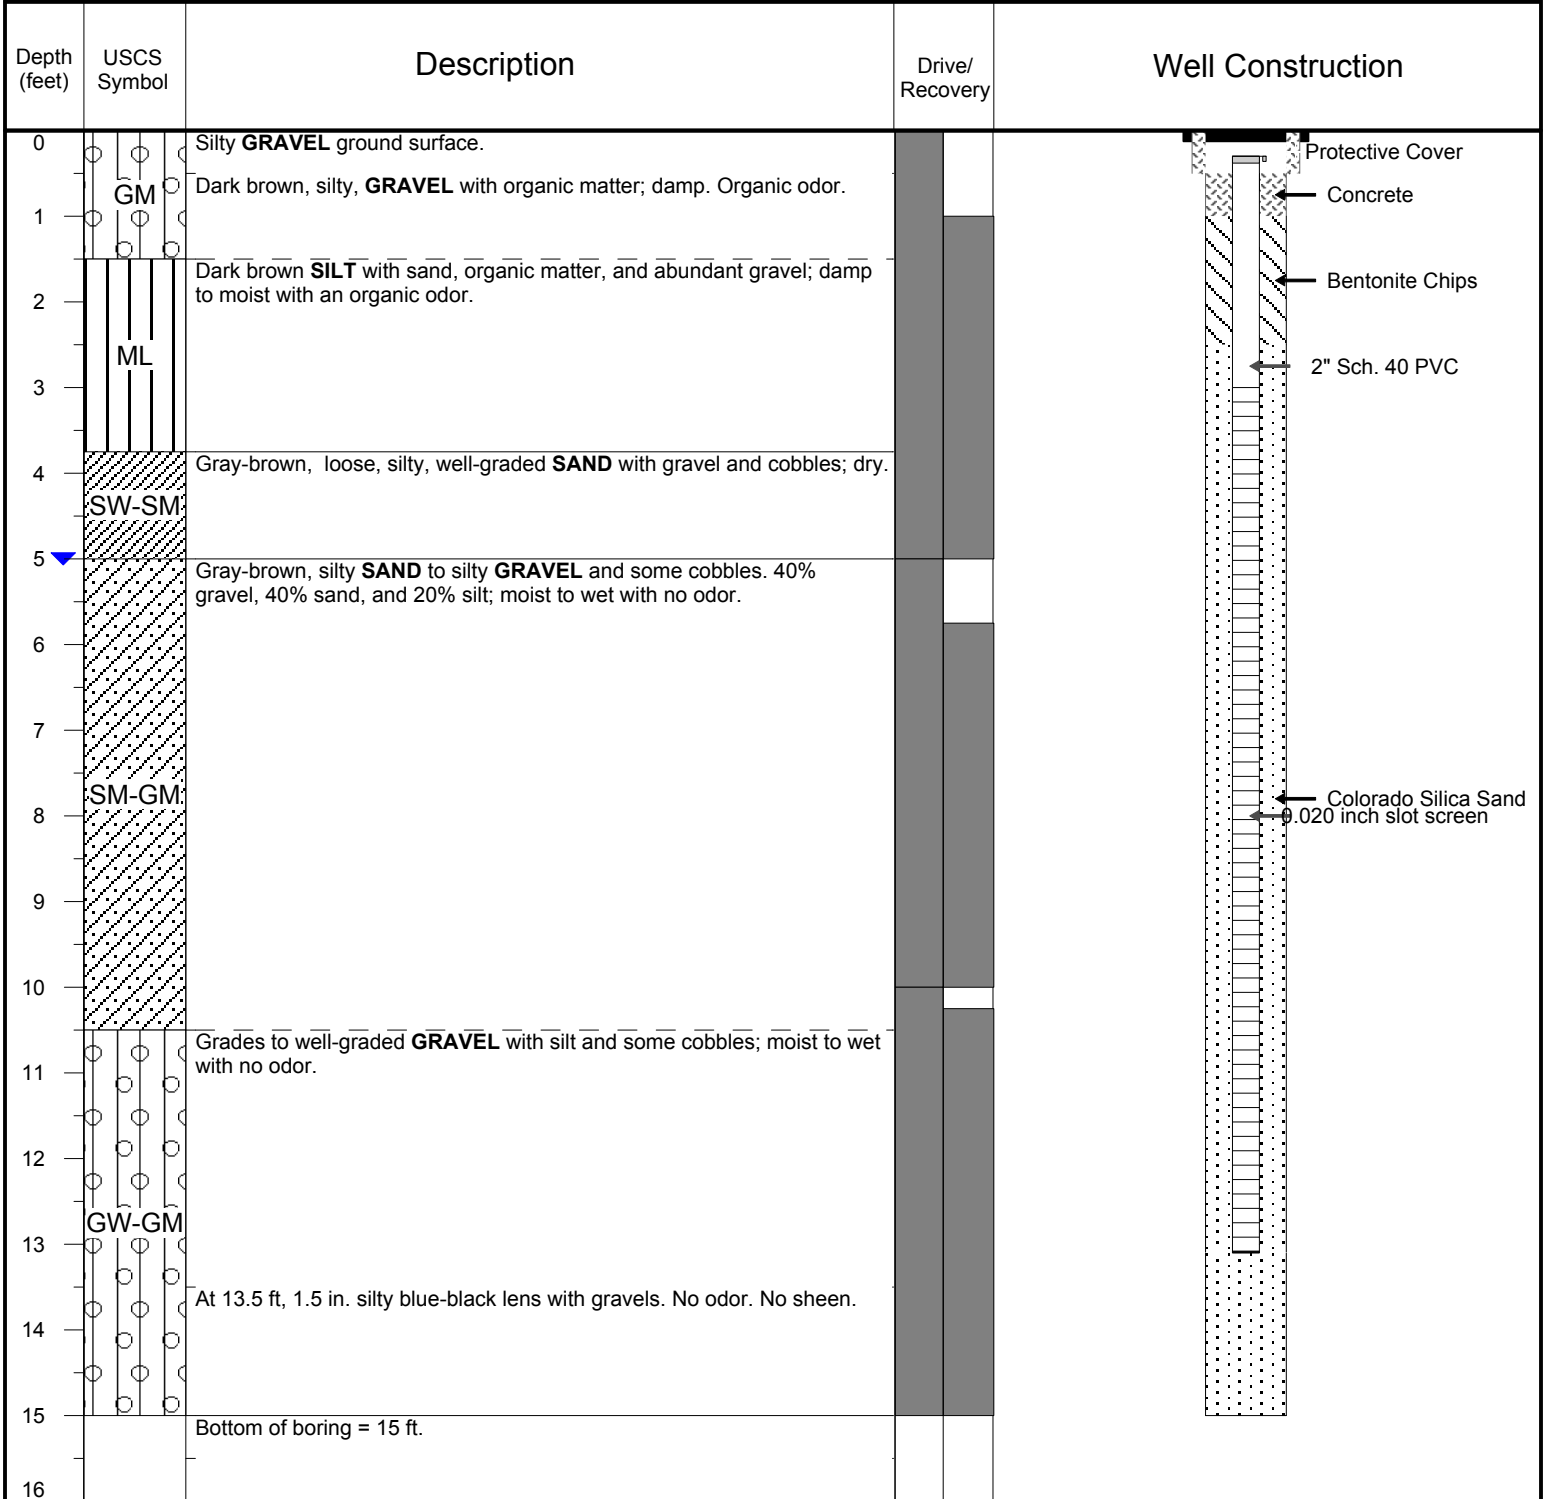 Depth
(feet)
USCS
Symbol
Description
Drive/
Recovery
Well Construction
0
Silty GRAVEL ground surface.
Protective Cover
GM
Dark brown, silty, GRAVEL with organic matter; damp. Organic odor.
Concrete
1
Dark brown SILT with sand, organic matter, and abundant gravel; damp
to moist with an organic odor.
Bentonite Chips
2
ML
2" Sch. 40 PVC
3
Gray-brown, loose, silty, well-graded SAND with gravel and cobbles; dry.
4
SW-SM
5
Gray-brown, silty SAND to silty GRAVEL and some cobbles. 40%
gravel, 40% sand, and 20% silt; moist to wet with no odor.
6
7
SM-GM
Colorado Silica Sand
8
0.020 inch slot screen
9
10
Grades to well-graded GRAVEL with silt and some cobbles; moist to wet
with no odor.
11
12
GW-GM
13
At 13.5 ft, 1.5 in. silty blue-black lens with gravels. No odor. No sheen.
14
15
Bottom of boring = 15 ft.
16